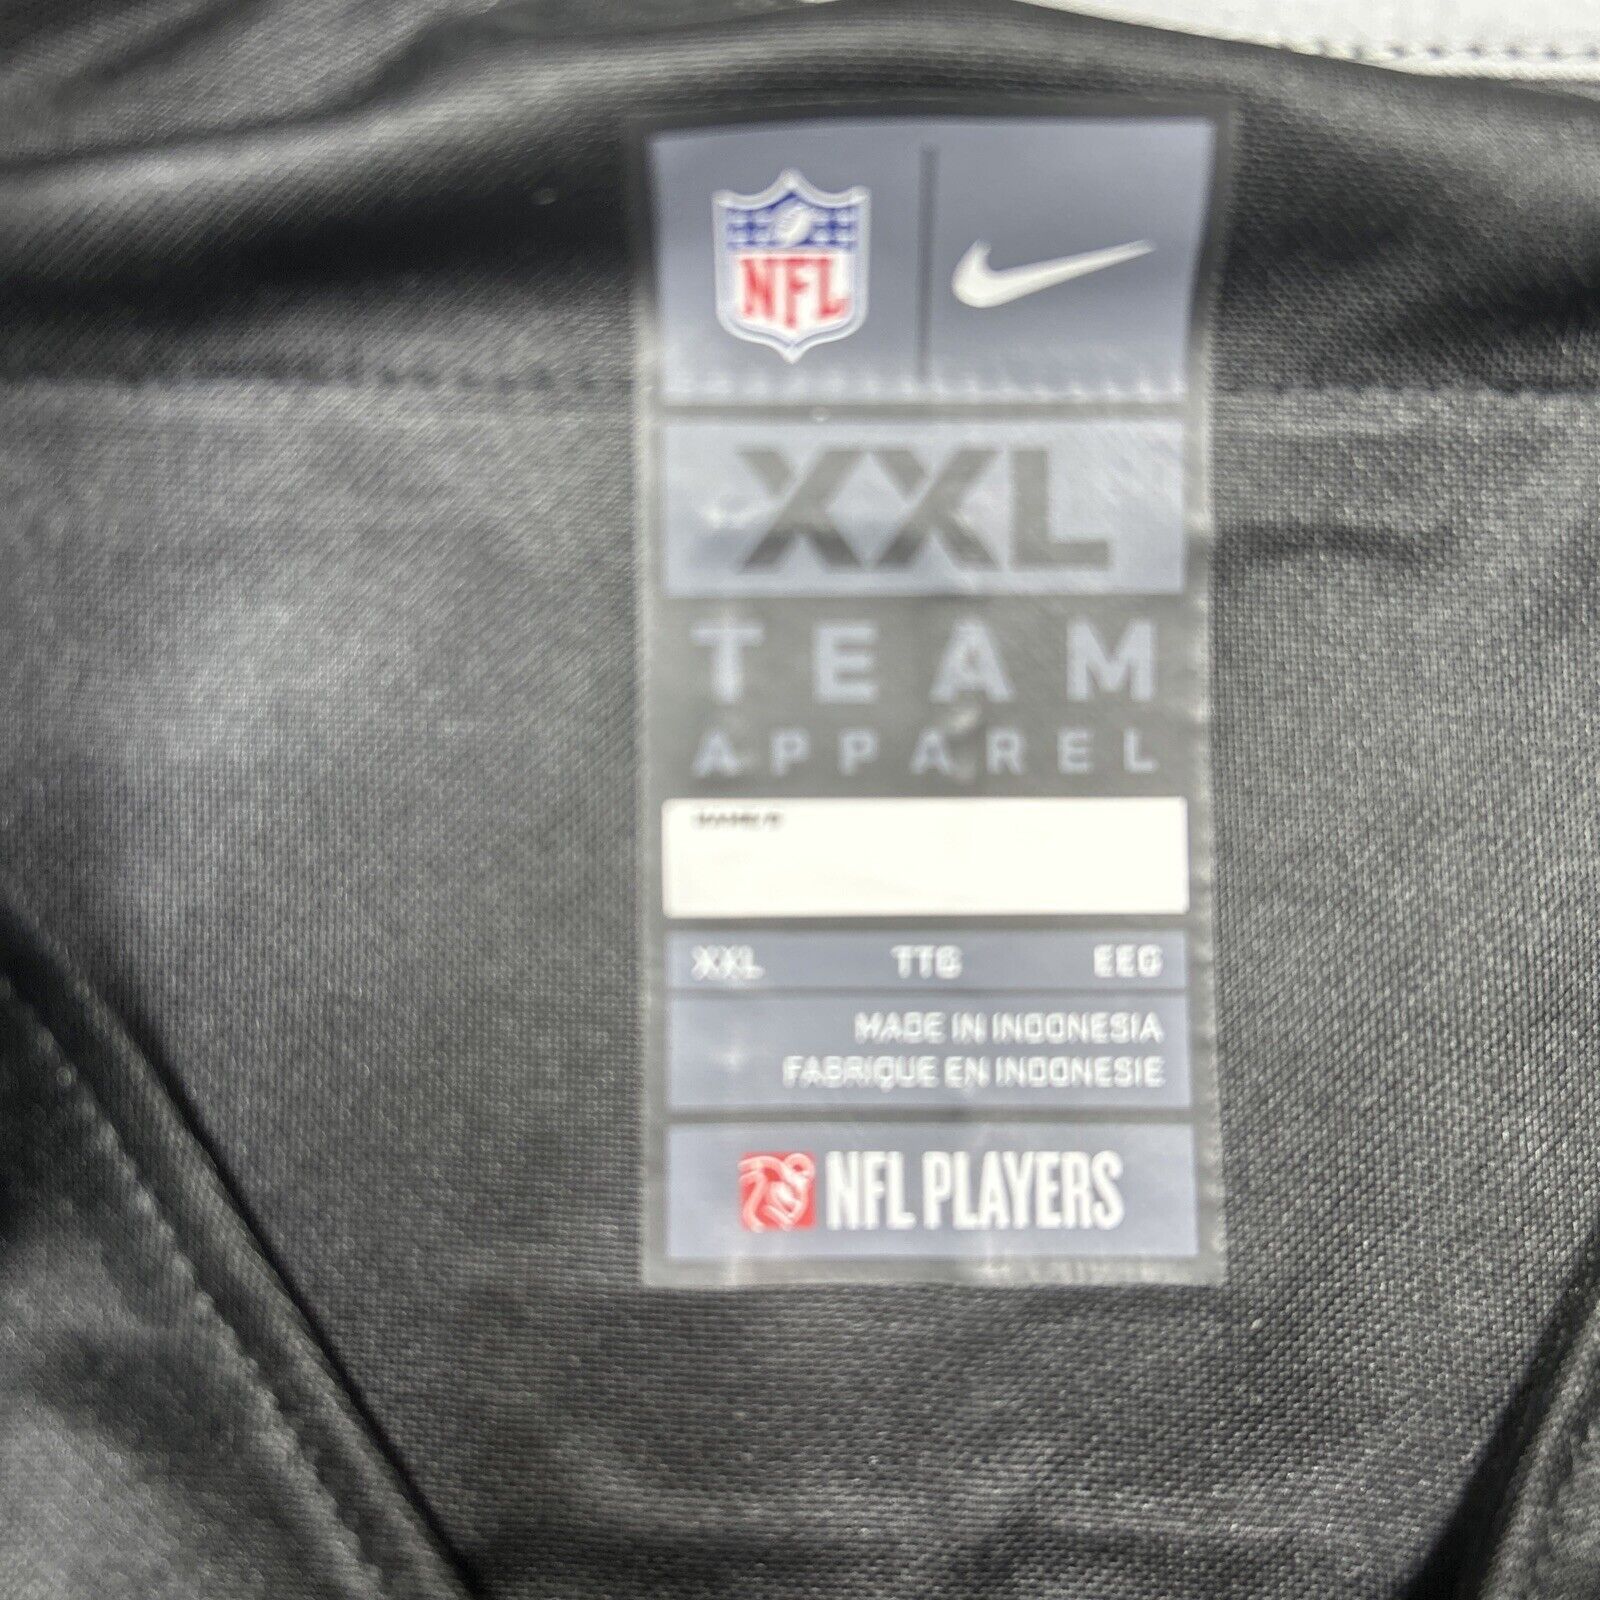 NFL
XXL
TEAM
APPAREL
XXL TTG EEG
MADE IN INDONESIA
FABRIQUE EN INDONESIE
NFL PLAYERS